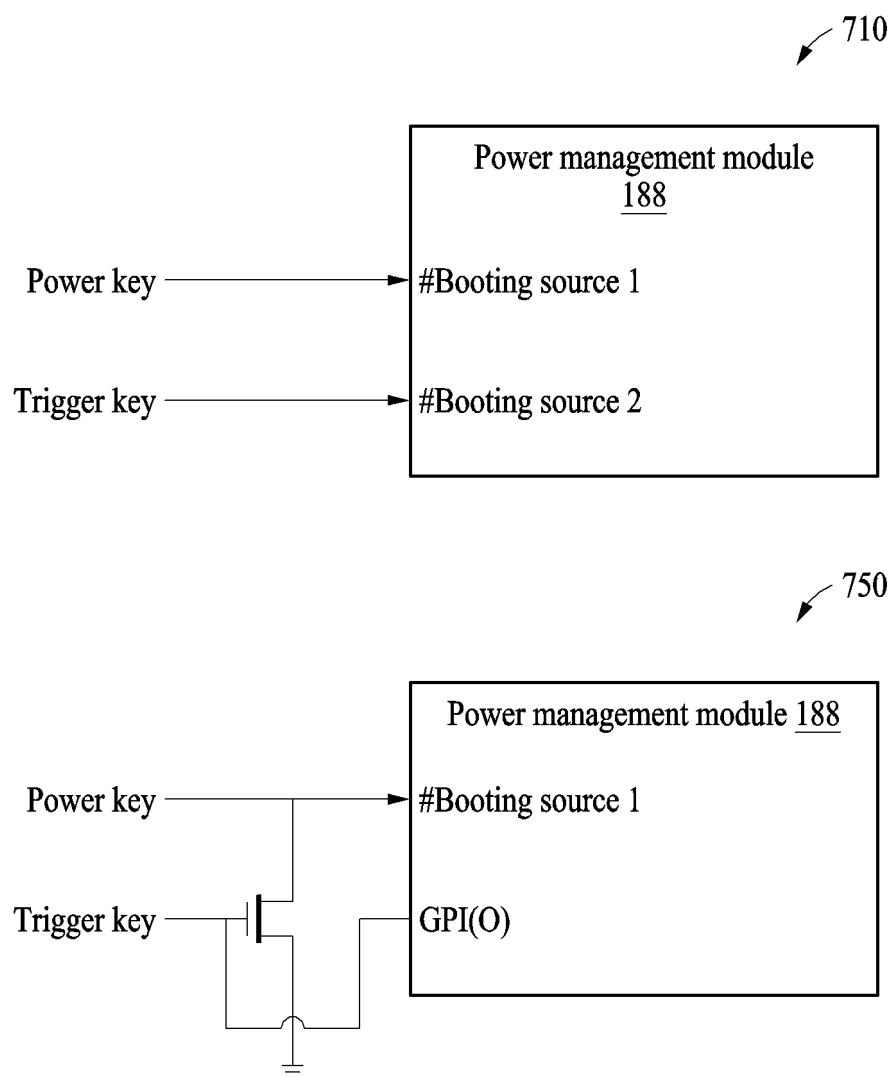 710
Power management module
188
Power key
#Booting source 1
Trigger key
#Booting source 2
750
Power management module 188
Power key
#Booting source 1
Trigger key
GPI(O)